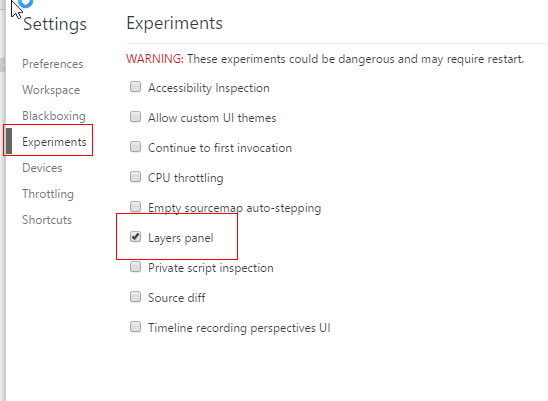 Settings
Preferences
Workspace
Blackboxing
Experiments
Devices
Throttling
Shortcuts
Experiments
WARNING: These experiments could be dangerous and may require restart.
Accessibility Inspection
Allow custom UI themes
Continue to first invocation
CPU throttling
Empty sourcemap auto-stepping
Layers panel
Private script inspection
Source diff
Timeline recording perspectives UI